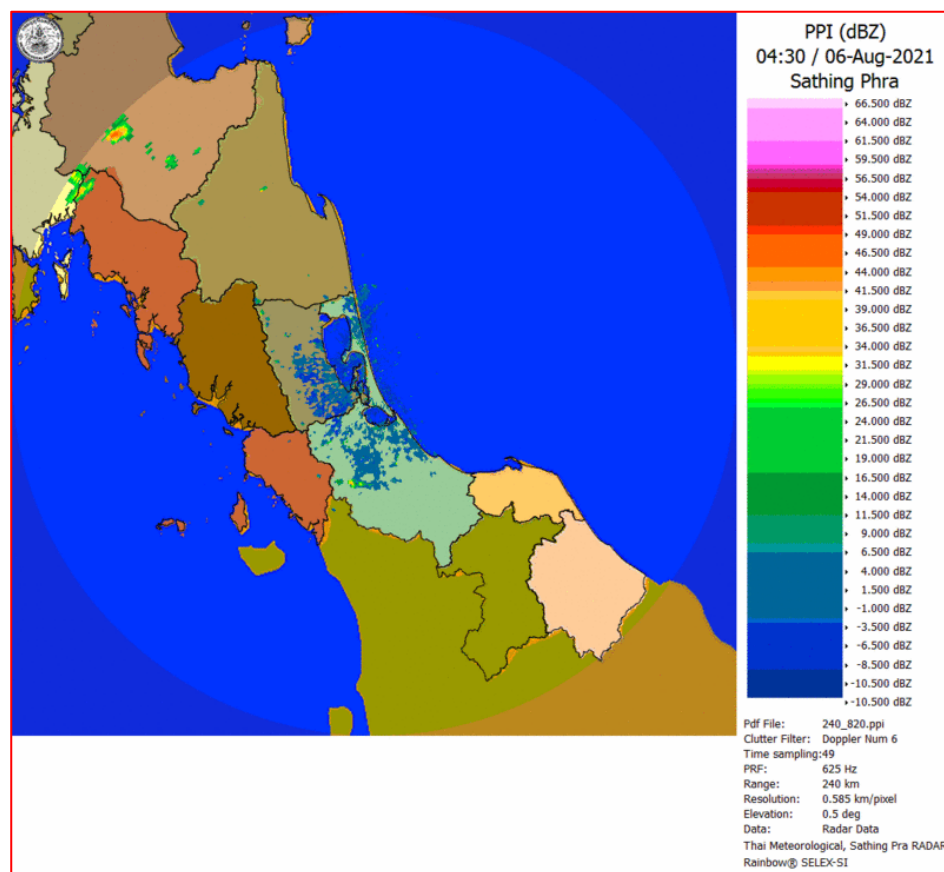 PPI (dBZ)
04:30 / 06-Aug-2021
Sathing Phra
66.500 dBZ
64.000 dBZ
61.500 dBZ
59.500 dBZ
56.500 dBZ
54.000 dBZ
51.500 dBZ
49.000 dBZ
46.500 dBZ
44.000 dBZ
41.500 dBZ
39.000 dBZ
36.500 dBZ
34.000 dBZ
31.500 dBZ
29.000 dBZ
26.500 dBZ
24.000 dBZ
21.500 dBZ
19.000 dBZ
16.500 dBZ
14.000 dBZ
11.500 dBZ
9.000 dBZ
6.500 dBZ
4.000 dBZ
1.500 dBZ
-1.000 dBZ
-3.500 dBZ
-6.500 dBZ
-8.500 dBZ
-10.500 dBZ
-10.500 dBZ
Pdf File: 240_820.ppi
Clutter Filter: Doppler Num 6
Time sampling:49
PRF: 625 Hz
Range: 240 km
Resolution: 0.585 km/pixel
Elevation: 0.5 deg
Data: Radar Data
Thai Meteorological, Sathing Pra RADAR
Rainbow® SELEX-SI